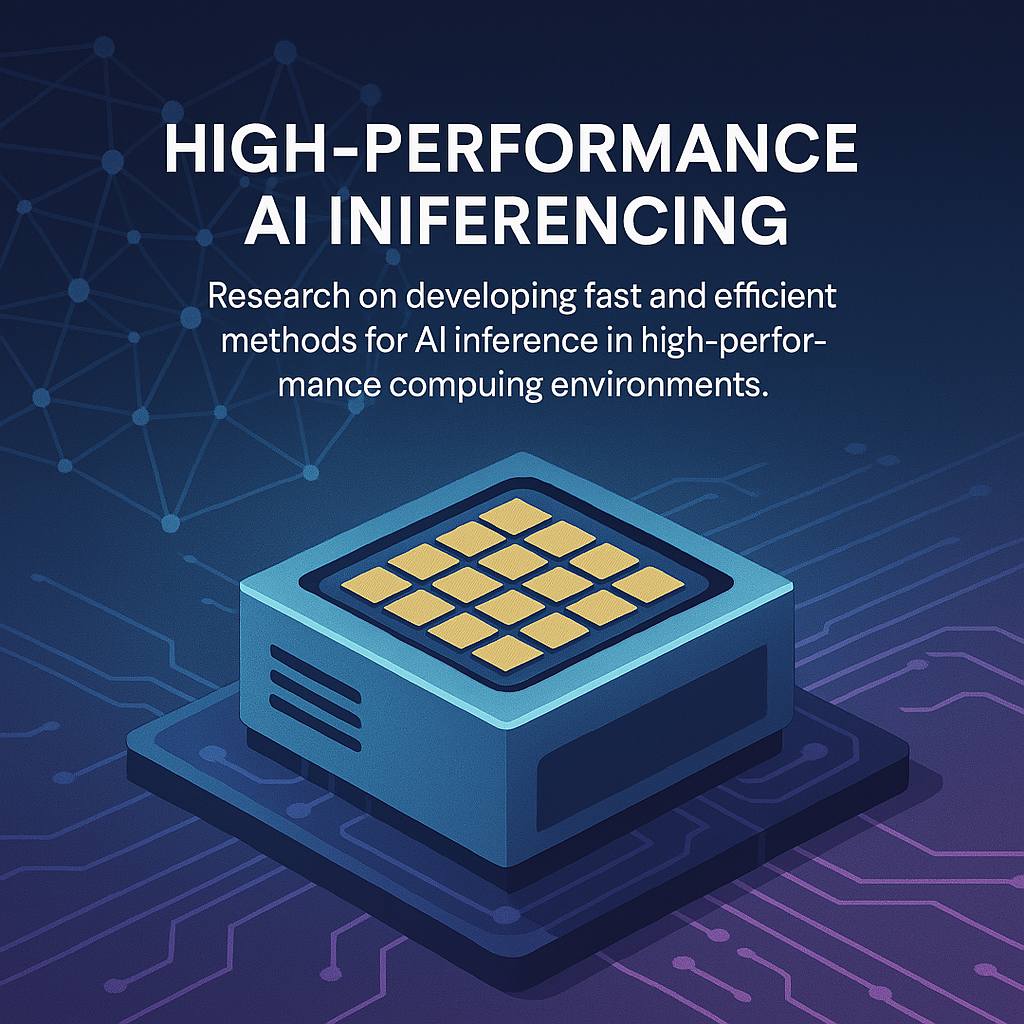 HIGH-PERFORMANCE
AI INIFERENCING
Research on developing fast and efficient
methods for AI inference in high-perfor-
mance compuing environments.